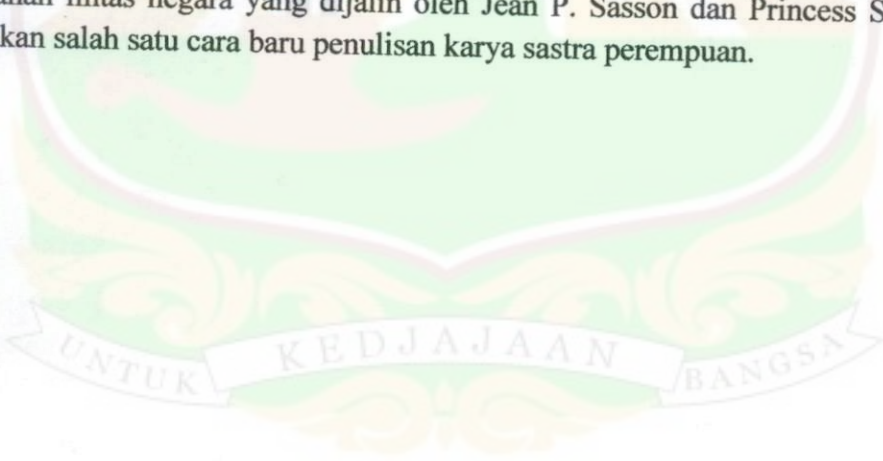 lintas negara yang dijalin oleh Jean P. Sasson dan Princess S
kan salah satu cara baru penulisan karya sastra perempuan.
UNTUK KEDJAJAAN BANGSA